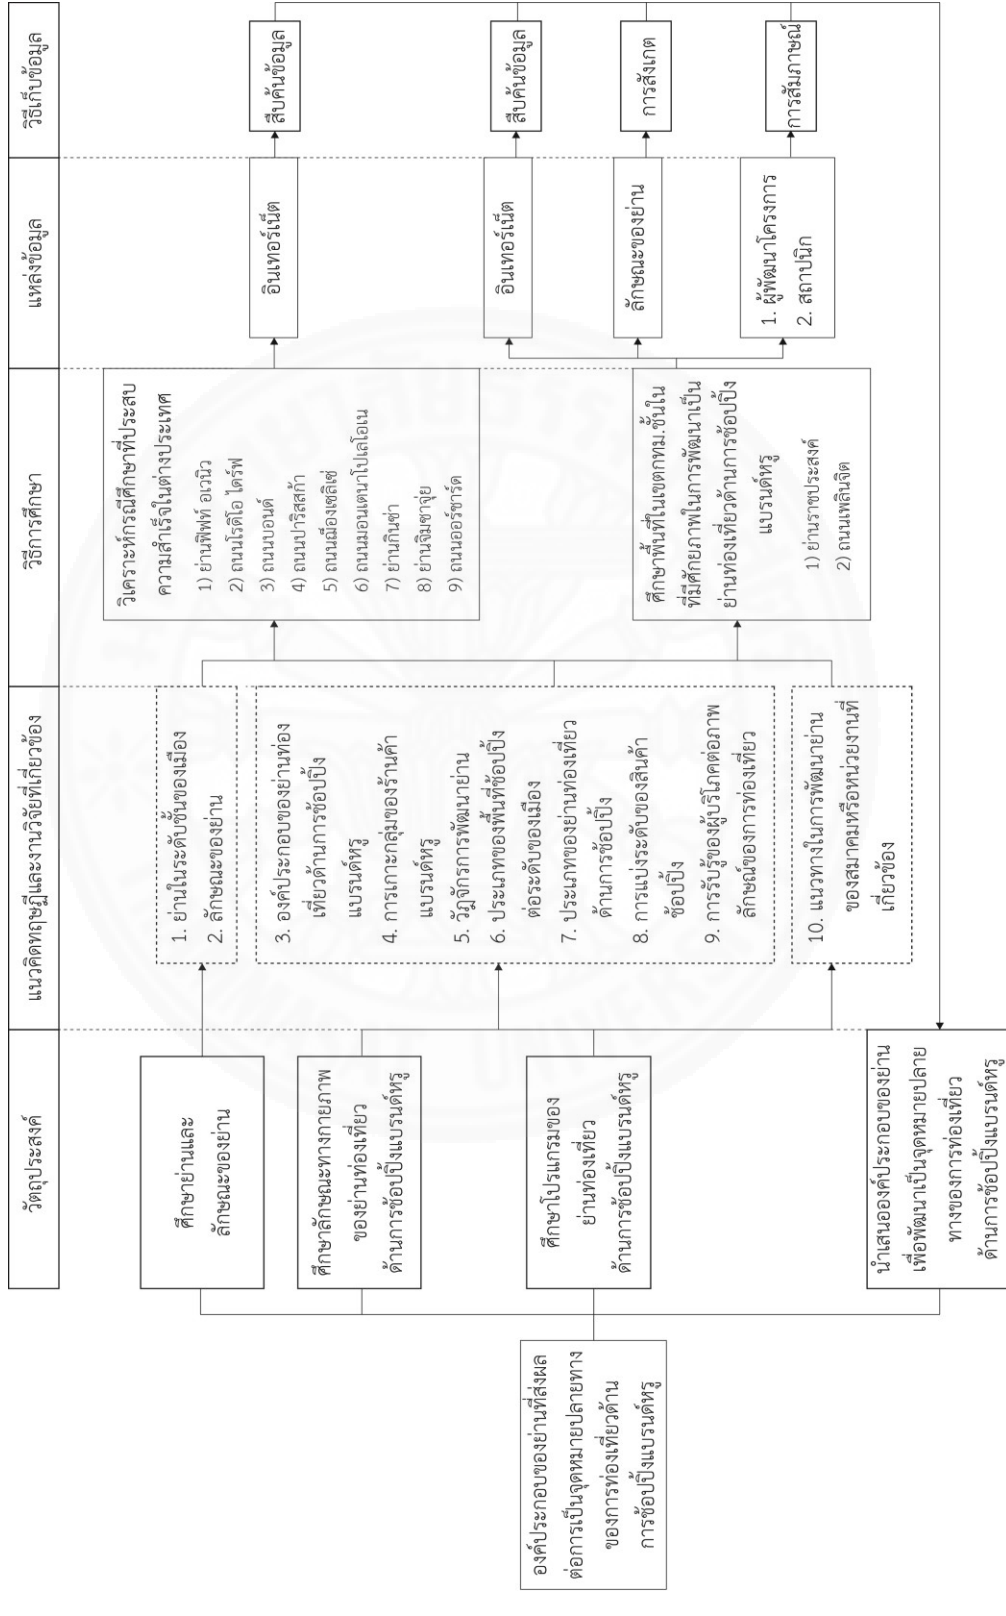 วัตถุประสงค์
แนวคิดทฤษฎีและงานวิจัยที่เกี่ยวข้อง
วิธีการศึกษา
แหล่งข้อมูล
วิธีเก็บข้อมูล
องค์ประกอบของย่านที่ส่งผล
ต่อการเป็นจุดหมายปลายทาง
ของการท่องเที่ยวด้าน
การช้อปปิ้งแบรนด์หรู
ศึกษาย่านและ
ลักษณะของย่าน
ศึกษาลักษณะทางกายภาพ
ของย่านท่องเที่ยว
ด้านการช้อปปิ้งแบรนด์หรู
ศึกษาโปรแกรมของ
ย่านท่องเที่ยว
ด้านการช้อปปิ้งแบรนด์หรู
นำเสนอองค์ประกอบของย่าน
เพื่อพัฒนาเป็นจุดหมายปลาย
ทางของการท่องเที่ยว
ด้านการช้อปปิ้งแบรนด์หรู
1. ย่านในระดับชั้นของเมือง
2. ลักษณะของย่าน
3. องค์ประกอบของย่านท่อง
เที่ยวด้านการช้อปปิ้ง
แบรนด์หรู
4. การเกาะกลุ่มของร้านค้า
แบรนด์หรู
5. วัฏจักรการพัฒนาย่าน
6. ประเภทของพื้นที่ช้อปปิ้ง
ต่อระดับของเมือง
7. ประเภทของย่านท่องเที่ยว
ด้านการช้อปปิ้ง
8. การแบ่งระดับของสินค้า
ช้อปปิ้ง
9. การรับรู้ของผู้บริโภคต่อภาพ
ลักษณ์ของการท่องเที่ยว
10. แนวทางในการพัฒนาย่าน
ของสมาคมหรือหน่วยงานที่
เกี่ยวข้อง
วิเคราะห์กรณีศึกษาที่ประสบ
ความสำเร็จในต่างประเทศ
1) ย่านฟิฟท์ อเวนิว
2) ถนนโรดิโอ ไดร์ฟ
3) ถนนบอนด์
4) ถนนปาริสสก้า
5) ถนนฌ็องเซลิเซ่
6) ถนนมอนเตนาโปเลโอเน
7) ย่านกินซ่า
8) ย่านจิมซาจุ่ย
9) ถนนออร์ชาร์ด
ศึกษาพื้นที่ในเขตกทม.ชั้นใน
ที่มีศักยภาพในการพัฒนาเป็น
ย่านท่องเที่ยวด้านการช้อปปิ้ง
แบรนด์หรู
1) ย่านราชประสงค์
2) ถนนเพลินจิต
อินเทอร์เน็ต
อินเทอร์เน็ต
ลักษณะของย่าน
1. ผู้พัฒนาโครงการ
2. สถาปนิก
สืบค้นข้อมูล
สืบค้นข้อมูล
การสังเกต
การสัมภาษณ์